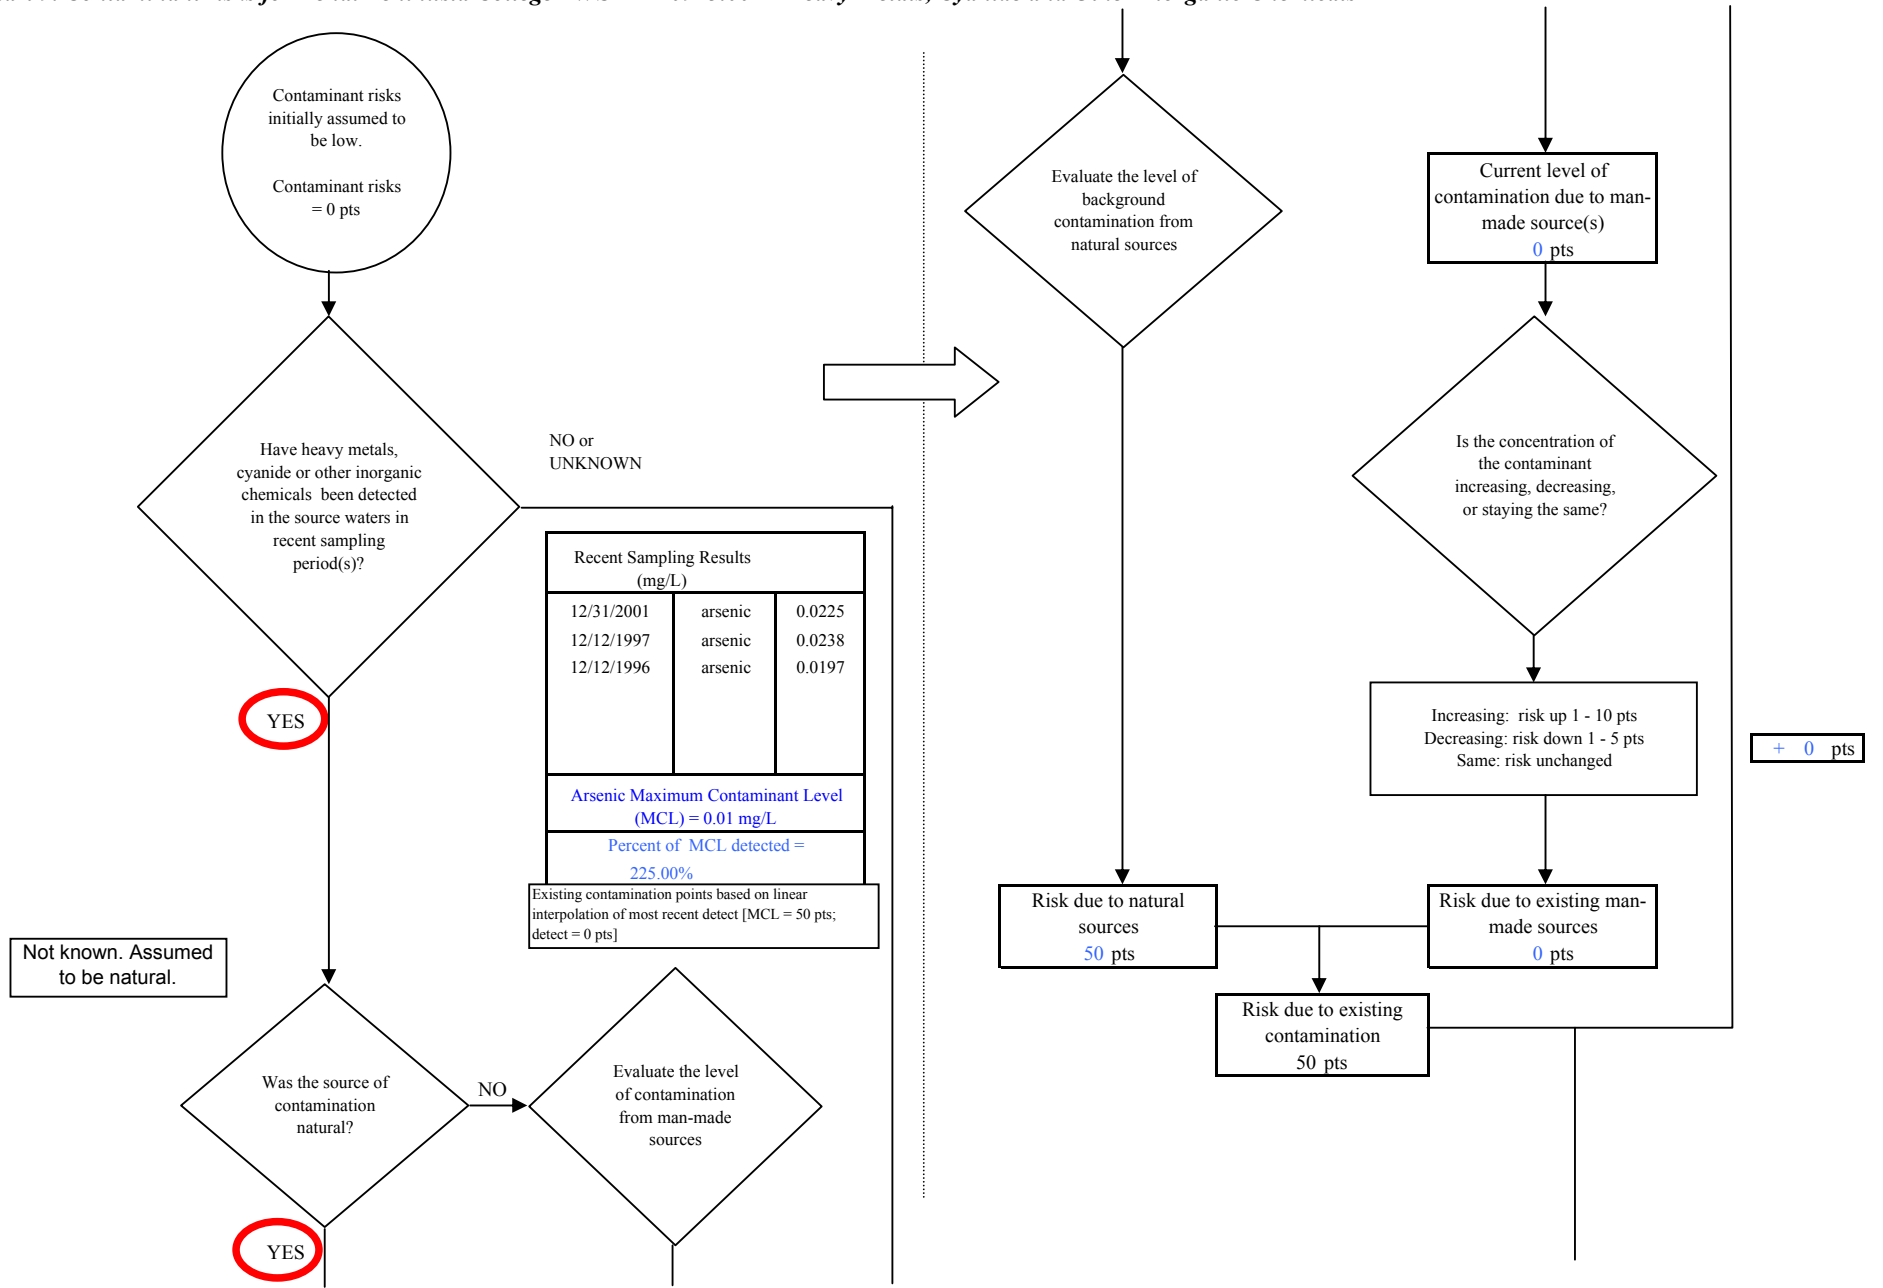 Contaminant risks
initially assumed to
be low.
Contaminant risks
= 0 pts
Have heavy metals,
cyanide or other inorganic
chemicals been detected
in the source waters in
recent sampling
period(s)?
NO or
UNKNOWN
YES
Recent Sampling Results
(mg/L)
12/31/2001 arsenic 0.0225
12/12/1997 arsenic 0.0238
12/12/1996 arsenic 0.0197
Arsenic Maximum Contaminant Level
(MCL) = 0.01 mg/L
Percent of MCL detected =
225.00%
Existing contamination points based on linear
interpolation of most recent detect [MCL = 50 pts;
detect = 0 pts]
Not known. Assumed
to be natural.
Was the source of
contamination
natural?
NO
YES
Evaluate the level
of contamination
from man-made
sources
Evaluate the level of
background
contamination from
natural sources
Current level of
contamination due to man-
made source(s)
0 pts
Is the concentration of
the contaminant
increasing, decreasing,
or staying the same?
Increasing: risk up 1 - 10 pts
Decreasing: risk down 1 - 5 pts
Same: risk unchanged
+ 0 pts
Risk due to natural
sources
50 pts
Risk due to existing man-
made sources
0 pts
Risk due to existing
contamination
50 pts